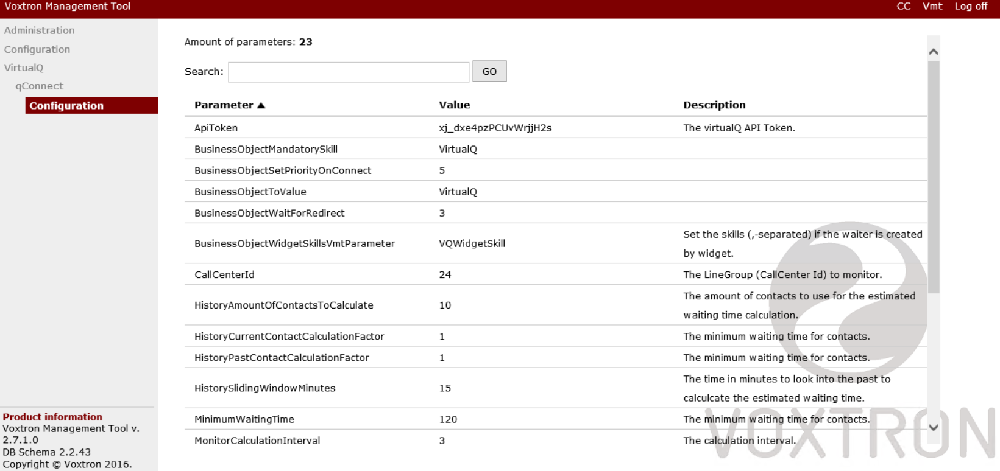 Voxtron Management Tool CC Vmt Log off
Administration
Configuration
VirtualQ
qConnect
Configuration
Amount of parameters: 23
Search: GO
Parameter ▲ Value Description
ApiToken xj_dxe4pzPCUvWrjjH2s The virtualQ API Token.
BusinessObjectMandatorySkill VirtualQ
BusinessObjectSetPriorityOnConnect 5
BusinessObjectToValue VirtualQ
BusinessObjectWaitForRedirect 3
BusinessObjectWidgetSkillsVmtParameter VQWidgetSkill Set the skills (,-separated) if the waiter is created
by widget.
CallCenterId 24 The LineGroup (CallCenter Id) to monitor.
HistoryAmountOfContactsToCalculate 10 The amount of contacts to use for the estimated
waiting time calculation.
HistoryCurrentContactCalculationFactor 1 The minimum waiting time for contacts.
HistoryPastContactCalculationFactor 1 The minimum waiting time for contacts.
HistorySlidingWindowMinutes 15 The time in minutes to look into the past to
calculcate the estimated waiting time.
MinimumWaitingTime 120 The minimum waiting time for contacts.
MonitorCalculationInterval 3 The calculation interval.
VOXTRON
Product information
Voxtron Management Tool v.
2.7.1.0
DB Schema 2.2.43
Copyright © Voxtron 2016.